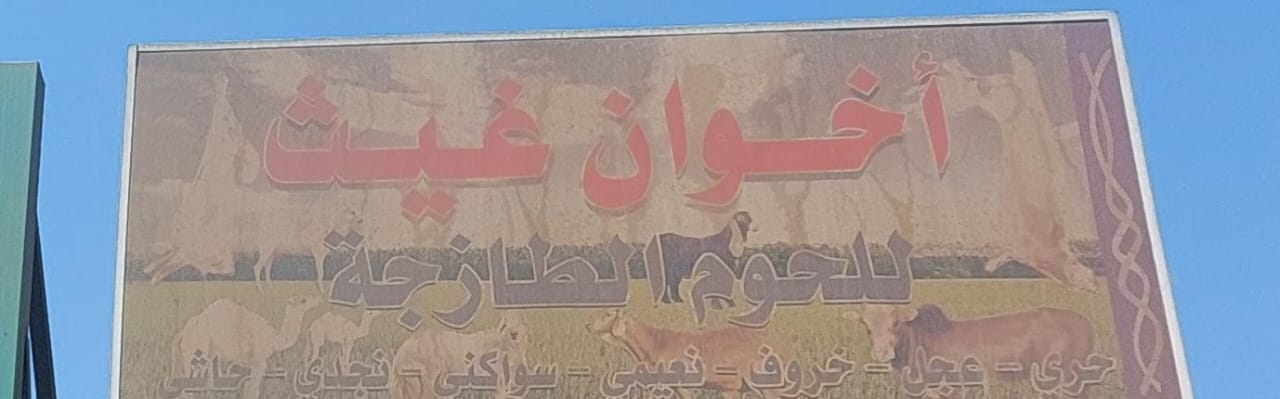 أخوان غيث
للحوم الطازجة
حري - عجل - خروف - نعيمي - سواكني - نجدي - حاشي